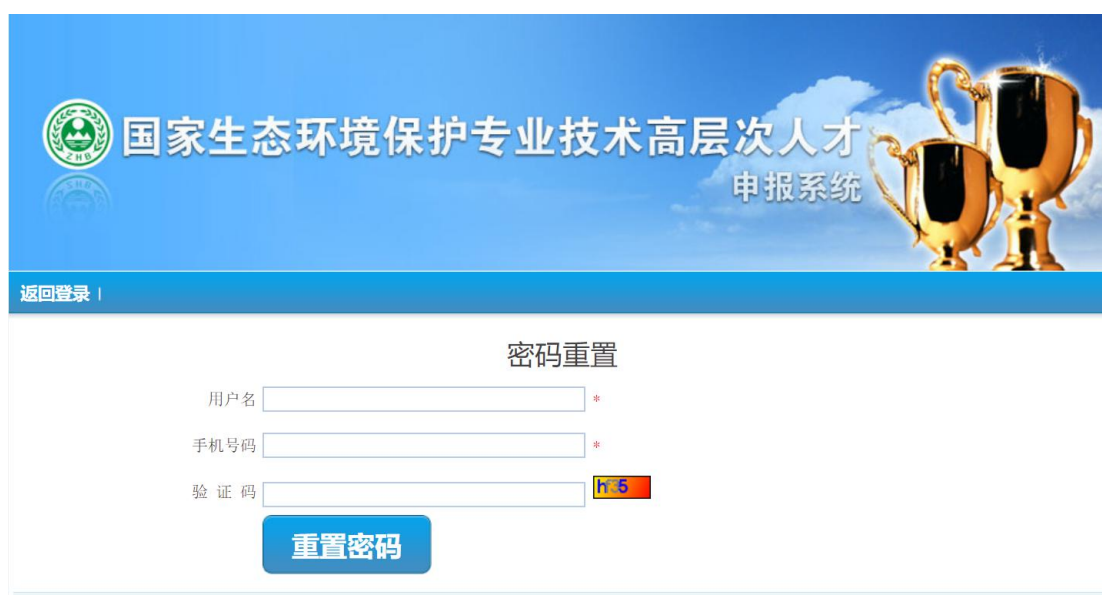 国家生态环境保护专业技术高层次人才
申报系统
ZHB
返回登录 |
密码重置
用户名 *
手机号码 *
验 证 码 hf35
重置密码